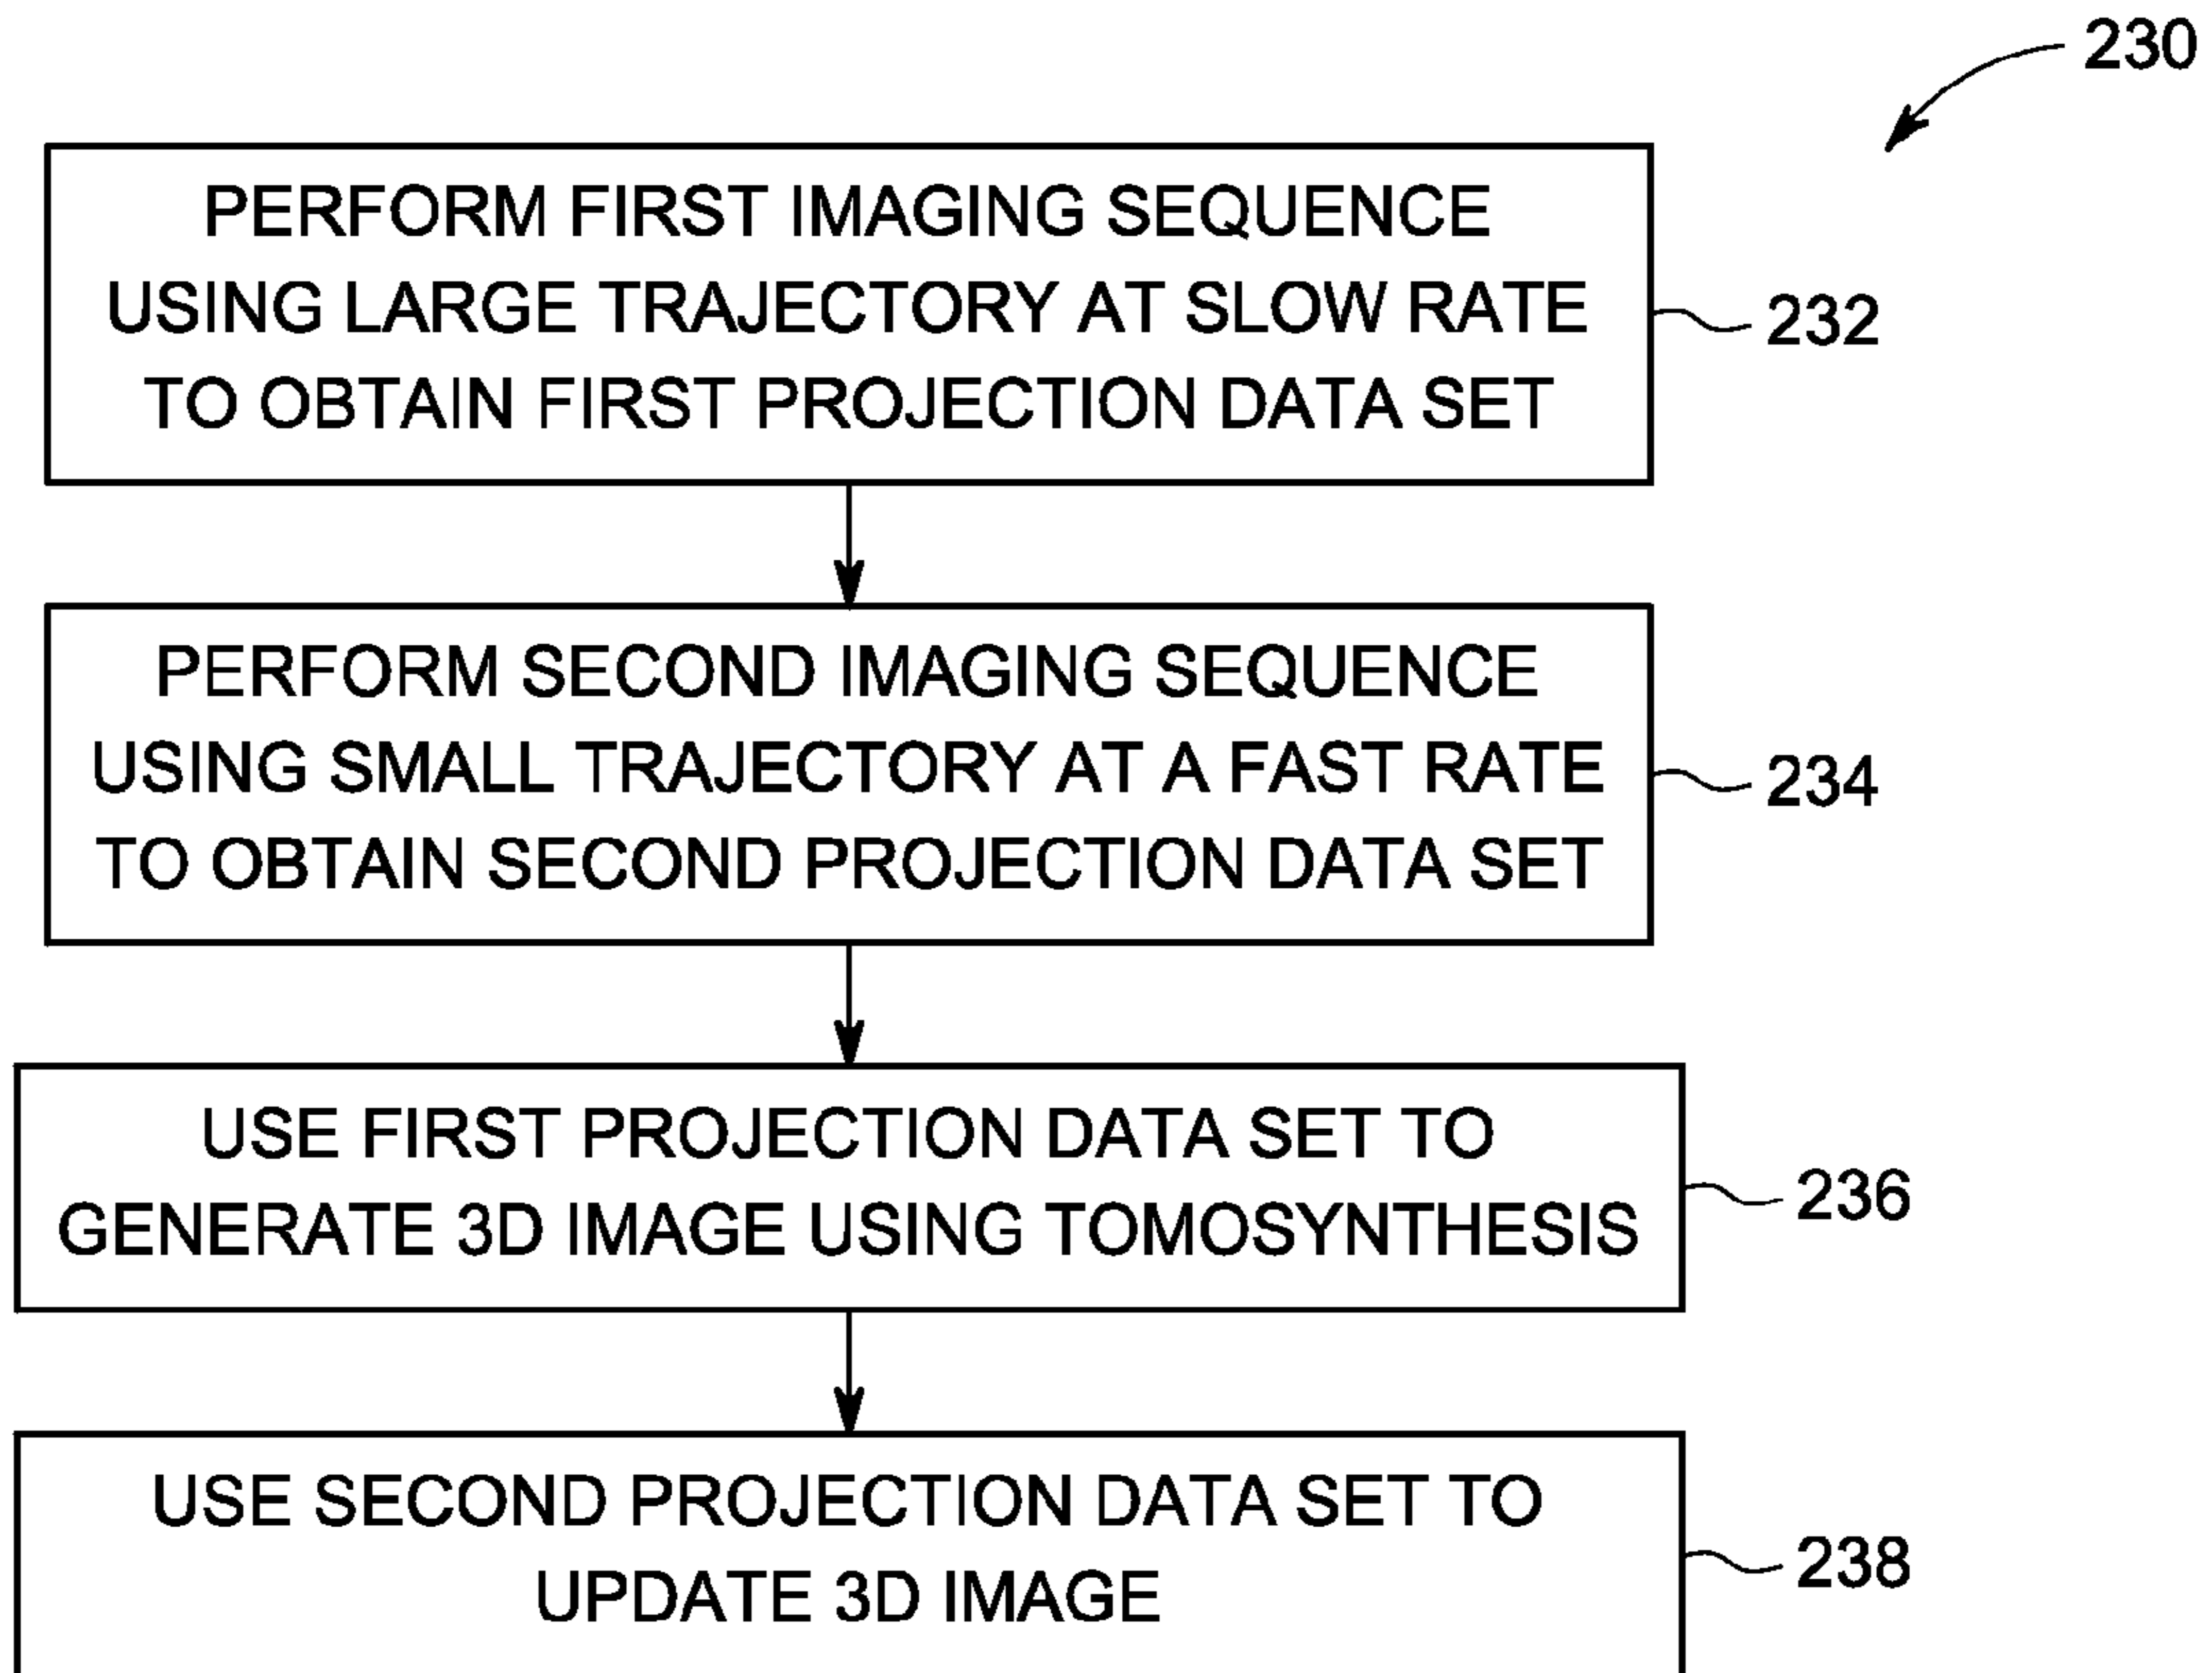 230
PERFORM FIRST IMAGING SEQUENCE
USING LARGE TRAJECTORY AT SLOW RATE
TO OBTAIN FIRST PROJECTION DATA SET
232
PERFORM SECOND IMAGING SEQUENCE
USING SMALL TRAJECTORY AT A FAST RATE
TO OBTAIN SECOND PROJECTION DATA SET
234
USE FIRST PROJECTION DATA SET TO
GENERATE 3D IMAGE USING TOMOSYNTHESIS
236
USE SECOND PROJECTION DATA SET TO
UPDATE 3D IMAGE
238